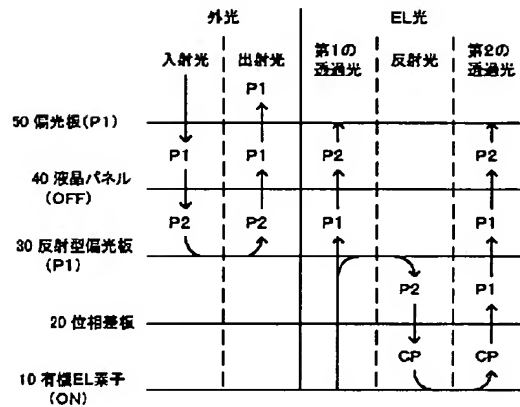 外光
EL光
入射光
出射光
第1の
透過光
反射光
第2の
透過光
P1
50 偏光板(P1)
P1
P1
P2
P2
40 液晶パネル
(OFF)
P2
P2
P1
P1
30 反射型偏光板
(P1)
P2
P1
20 位相差板
CP
CP
10 有機EL素子
(ON)